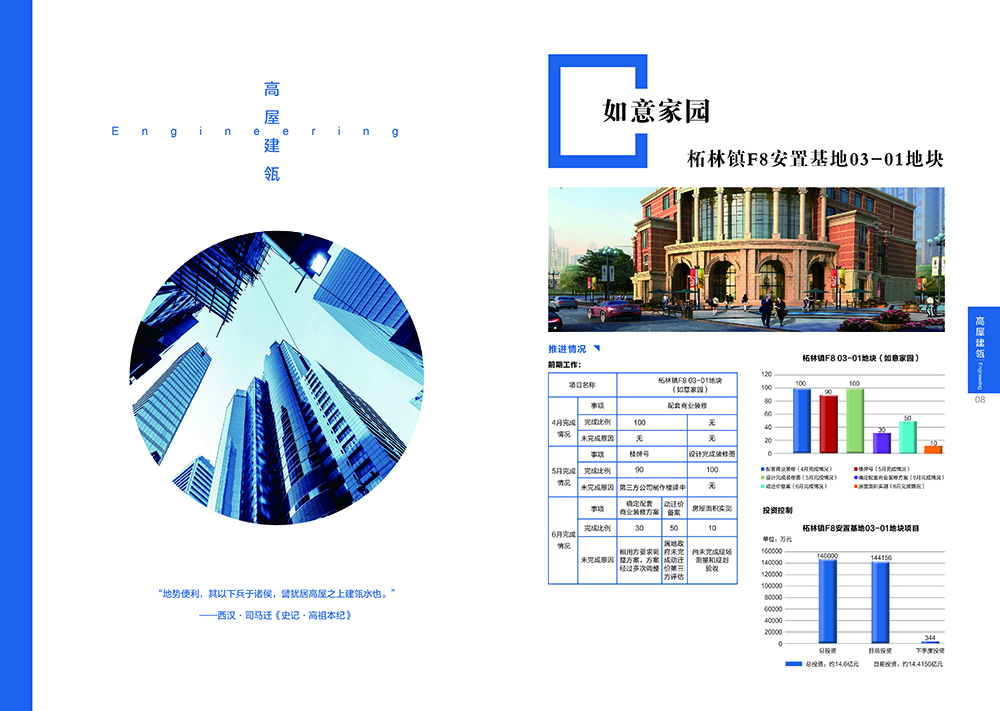 高屋建瓴
Engineering
“地势便利，其以下兵于诸侯，譬犹居高屋之上建瓴水也。”
——西汉·司马迁《史记·高祖本纪》
如意家园
柘林镇F8安置基地03-01地块
推进情况
前期工作：
项目名称 柘林镇F8 03-01地块
（如意家园）
4月完成情况
事项 配套商业装修
完成比例 100 无
未完成原因 无 无
5月完成情况
事项 楼牌号 设计完成装修图
完成比例 90 100
未完成原因 第三方公司制作楼牌中 无
6月完成情况
事项 确定配套商业装修方案 动迁价备案 房屋面积实测
完成比例 30 50 10
未完成原因 租用方要求调整方案，方案经过多次调整 属地政府未完成动迁价第三方评估 尚未完成现场测量和规划验收
柘林镇F8 03-01地块（如意家园）
120
100
80
60
40
20
0
100 90 100 30 50 10
配套商业装修（4月完成情况） 楼牌号（5月完成情况）
设计完成装修图（5月完成情况） 确定配套商业装修方案（6月完成情况）
动迁价备案（6月完成情况） 房屋面积实测（6月完成情况）
投资控制
柘林镇F8安置基地03-01地块项目
单位：万元
160000
140000
120000
100000
80000
60000
40000
20000
0
146000 144156 344
总投资 目前投资 下季度投资
总投资：约14.6亿元 目前投资：约14.4156亿元
高屋建瓴
Engineering
08